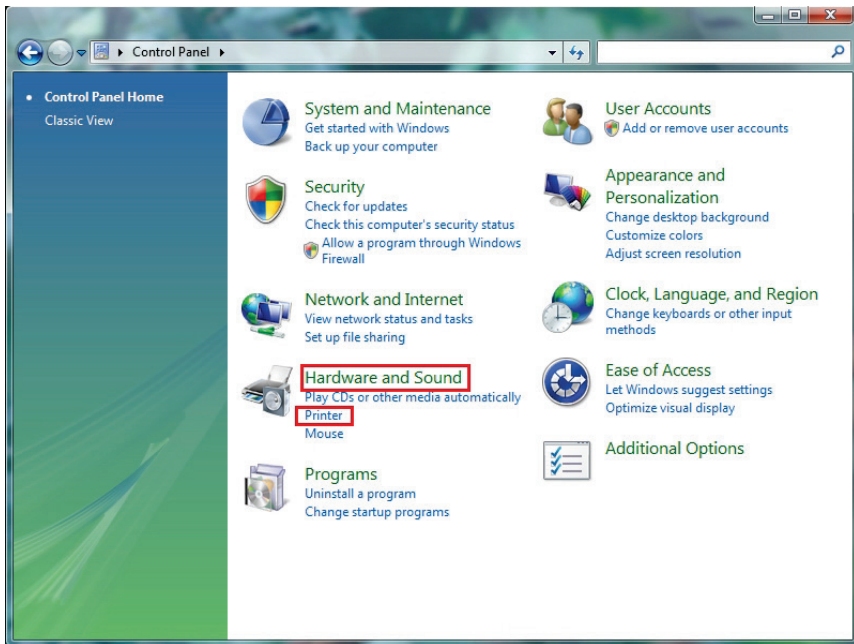 Control Panel
Control Panel Home
Classic View
System and Maintenance
Get started with Windows
Back up your computer
Security
Check for updates
Check this computer's security status
Allow a program through Windows
Firewall
Network and Internet
View network status and tasks
Set up file sharing
Hardware and Sound
Play CDs or other media automatically
Printer
Mouse
Programs
Uninstall a program
Change startup programs
User Accounts
Add or remove user accounts
Appearance and
Personalization
Change desktop background
Customize colors
Adjust screen resolution
Clock, Language, and Region
Change keyboards or other input
methods
Ease of Access
Let Windows suggest settings
Optimize visual display
Additional Options